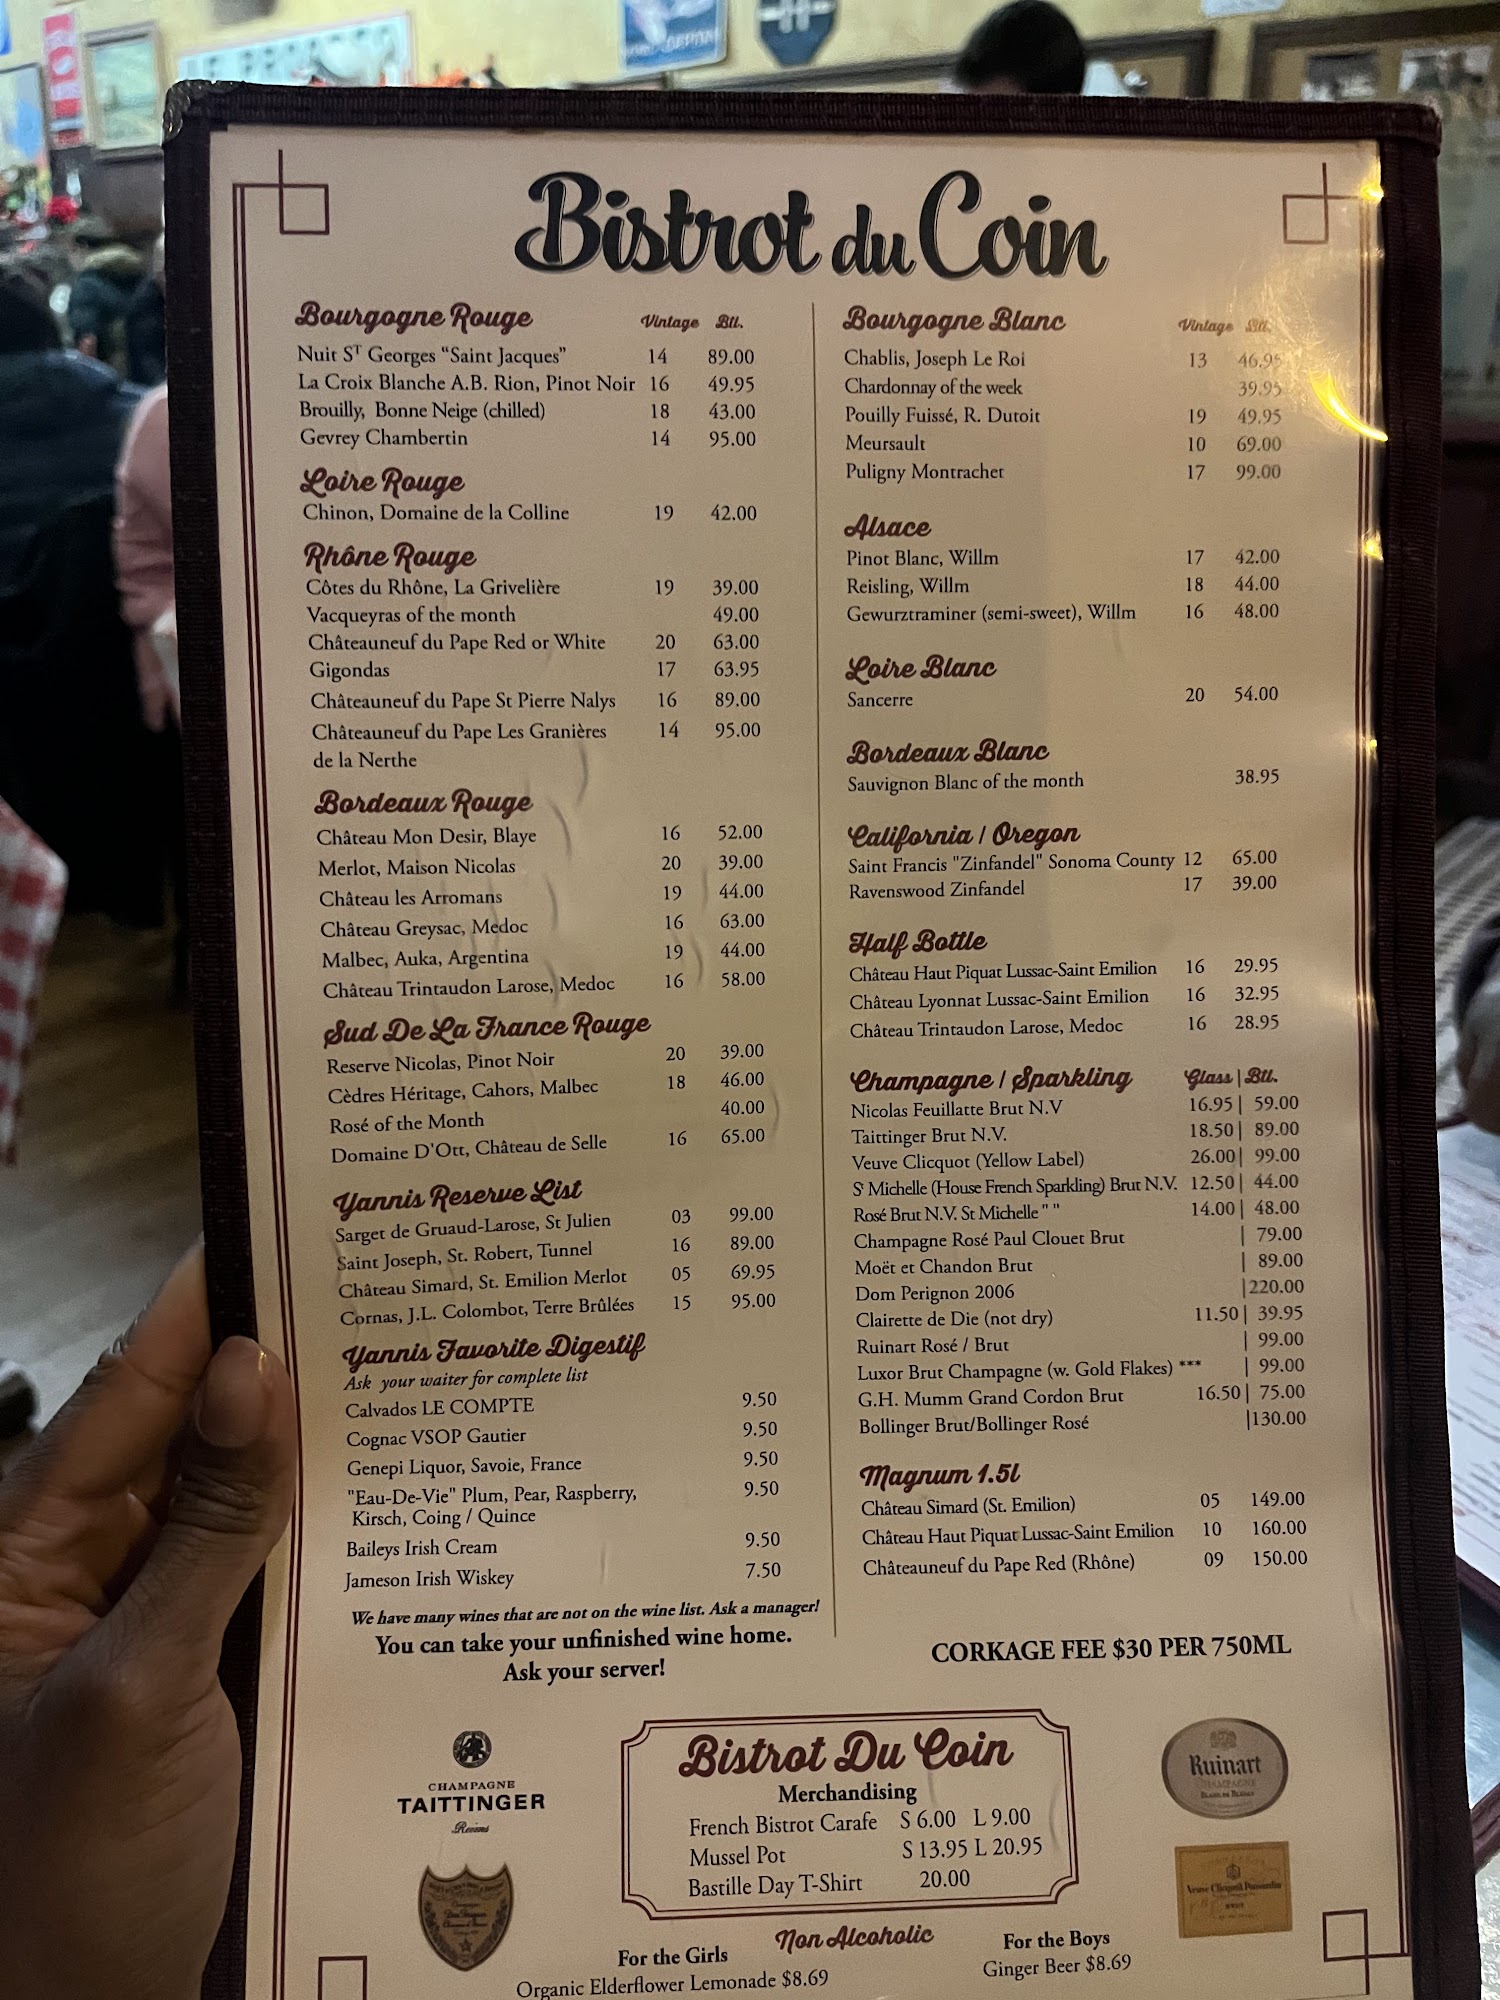 Bistrot du Coin
Bourgogne Rouge Vintage Btl.
Nuit Sᵀ Georges “Saint Jacques” 14 89.00
La Croix Blanche A.B. Rion, Pinot Noir 16 49.95
Brouilly, Bonne Neige (chilled) 18 43.00
Gevrey Chambertin 14 95.00
Loire Rouge
Chinon, Domaine de la Colline 19 42.00
Rhône Rouge
Côtes du Rhône, La Grivelière 19 39.00
Vacqueyras of the month 49.00
Châteauneuf du Pape Red or White 20 63.00
Gigondas 17 63.95
Châteauneuf du Pape St Pierre Nalys 16 89.00
Châteauneuf du Pape Les Granières 14 95.00
de la Nerthe
Bordeaux Rouge
Château Mon Desir, Blaye 16 52.00
Merlot, Maison Nicolas 20 39.00
Château les Arromans 19 44.00
Château Greysac, Medoc 16 63.00
Malbec, Auka, Argentina 19 44.00
Château Trintaudon Larose, Medoc 16 58.00
Sud De La France Rouge
Reserve Nicolas, Pinot Noir 20 39.00
Cèdres Héritage, Cahors, Malbec 18 46.00
Rosé of the Month 40.00
Domaine D'Ott, Château de Selle 16 65.00
Yannis Reserve List
Sarget de Gruaud-Larose, St Julien 03 99.00
Saint Joseph, St. Robert, Tunnel 16 89.00
Château Simard, St. Emilion Merlot 05 69.95
Cornas, J.L. Colombot, Terre Brûlées 15 95.00
Yannis Favorite Digestif
Ask your waiter for complete list
Calvados LE COMPTE 9.50
Cognac VSOP Gautier 9.50
Genepi Liquor, Savoie, France 9.50
"Eau-De-Vie" Plum, Pear, Raspberry, 9.50
Kirsch, Coing / Quince
Baileys Irish Cream 9.50
Jameson Irish Wiskey 7.50
We have many wines that are not on the wine list. Ask a manager!
You can take your unfinished wine home.
Ask your server!
Bourgogne Blanc Vintage Btl.
Chablis, Joseph Le Roi 13 46.95
Chardonnay of the week 39.95
Pouilly Fuissé, R. Dutoit 19 49.95
Meursault 10 69.00
Puligny Montrachet 17 99.00
Alsace
Pinot Blanc, Willm 17 42.00
Reisling, Willm 18 44.00
Gewurztraminer (semi-sweet), Willm 16 48.00
Loire Blanc
Sancerre 20 54.00
Bordeaux Blanc
Sauvignon Blanc of the month 38.95
California / Oregon
Saint Francis "Zinfandel" Sonoma County 12 65.00
Ravenswood Zinfandel 17 39.00
Half Bottle
Château Haut Piquat Lussac-Saint Emilion 16 29.95
Château Lyonnat Lussac-Saint Emilion 16 32.95
Château Trintaudon Larose, Medoc 16 28.95
Champagne / Sparkling Glass | Btl.
Nicolas Feuillatte Brut N.V 16.95 | 59.00
Taittinger Brut N.V. 18.50 | 89.00
Veuve Clicquot (Yellow Label) 26.00 | 99.00
Sᵗ Michelle (House French Sparkling) Brut N.V. 12.50 | 44.00
Rosé Brut N.V. St Michelle " " 14.00 | 48.00
Champagne Rosé Paul Clouet Brut | 79.00
Moët et Chandon Brut | 89.00
Dom Perignon 2006 |220.00
Clairette de Die (not dry) 11.50 | 39.95
Ruinart Rosé / Brut | 99.00
Luxor Brut Champagne (w. Gold Flakes) *** | 99.00
G.H. Mumm Grand Cordon Brut 16.50 | 75.00
Bollinger Brut/Bollinger Rosé |130.00
Magnum 1.5l
Château Simard (St. Emilion) 05 149.00
Château Haut Piquat Lussac-Saint Emilion 10 160.00
Châteauneuf du Pape Red (Rhône) 09 150.00
CORKAGE FEE $30 PER 750ML
CHAMPAGNE
TAITTINGER
Reims
Bistrot Du Coin
Merchandising
French Bistrot Carafe S 6.00 L 9.00
Mussel Pot S 13.95 L 20.95
Bastille Day T-Shirt 20.00
Ruinart
CHAMPAGNE
BLANC DE BLANCS
Veuve Clicquot Ponsardin
BRUT
Non Alcoholic
For the Girls
Organic Elderflower Lemonade $8.69
For the Boys
Ginger Beer $8.69